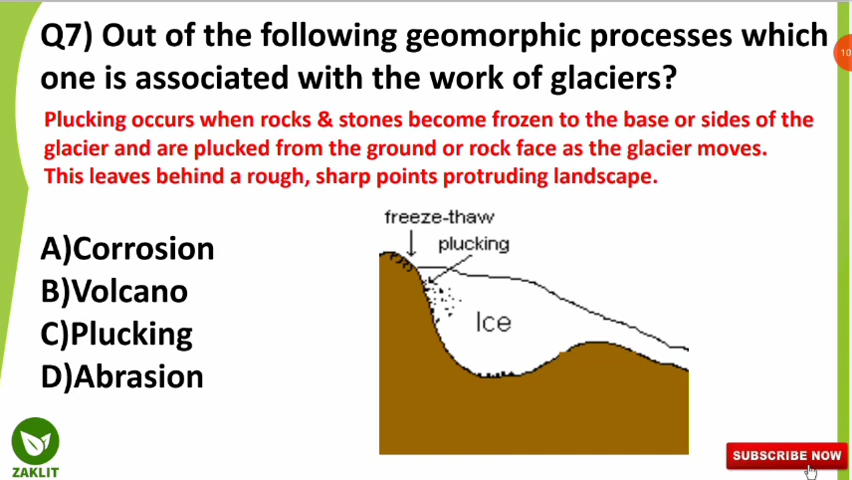 Q7) Out of the following geomorphic processes which
one is associated with the work of glaciers?
Plucking occurs when rocks & stones become frozen to the base or sides of the
glacier and are plucked from the ground or rock face as the glacier moves.
This leaves behind a rough, sharp points protruding landscape.
A)Corrosion
B)Volcano
C)Plucking
D)Abrasion
freeze-thaw
plucking
Ice
ZAKLIT
SUBSCRIBE NOW
10